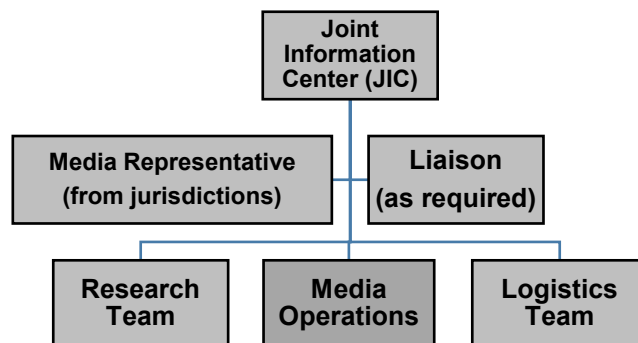 Joint
Information
Center (JIC)
Media Representative
(from jurisdictions)
Liaison
(as required)
Research
Team
Media
Operations
Logistics
Team